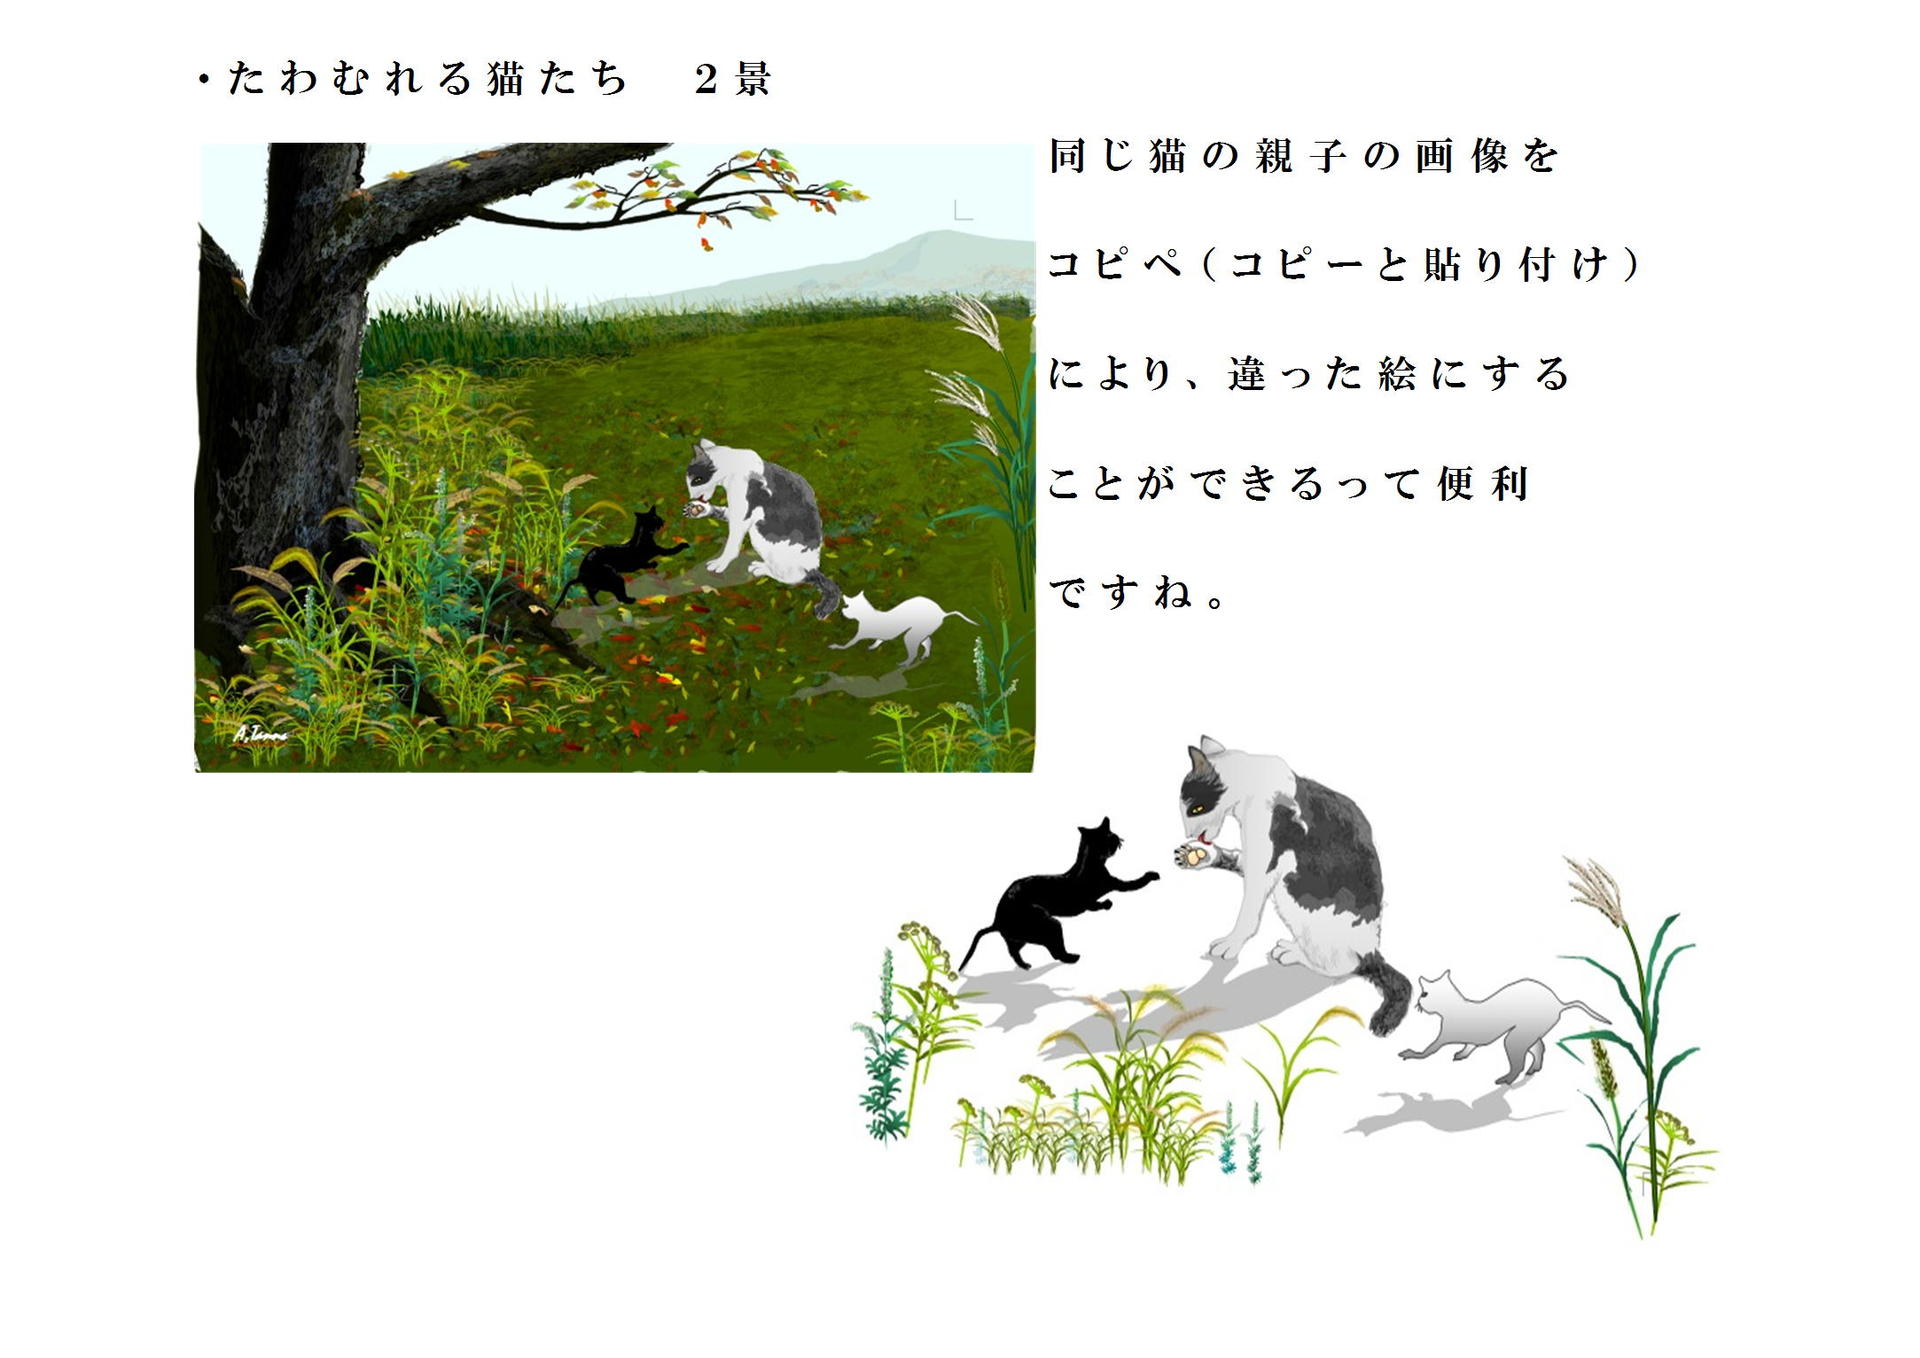 ・たわむれる猫たち　２景
同じ猫の親子の画像を
コピペ（コピーと貼り付け）
により、違った絵にする
ことができるって便利
ですね。